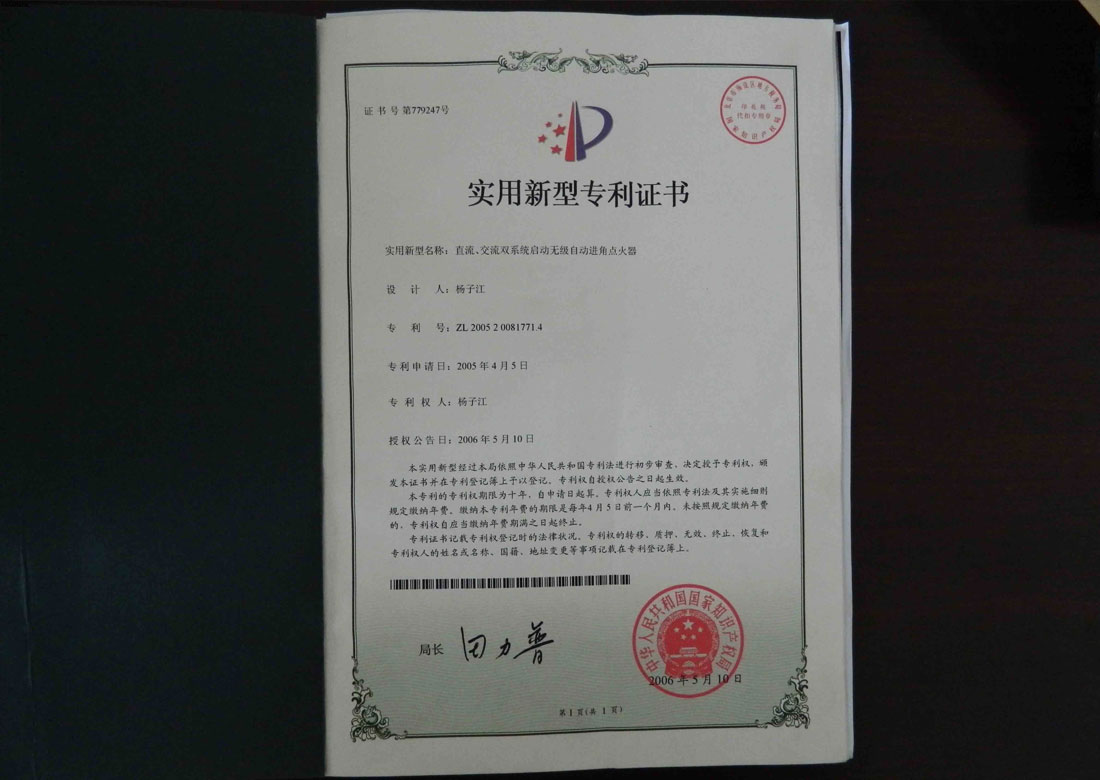 证书号第779247号
实用新型专利证书
实用新型名称：直流、交流双系统启动无级自动进角点火器
设计人：杨子江
专利号：ZL 2005 2 0081771.4
专利申请日：2005年4月5日
专利权人：杨子江
授权公告日：2006年5月10日
本实用新型经过本局依照中华人民共和国专利法进行初步审查，决定授予专利权，颁
发本证书并在专利登记簿上予以登记。专利权自授权公告之日起生效。
本专利的专利权期限为十年，自申请日起算。专利权人应当依照专利法及其实施细则
规定缴纳年费。缴纳本专利年费的期限是每年4月5日前一个月内。未按照规定缴纳年费
的，专利权自应当缴纳年费期满之日起终止。
专利证书记载专利权登记时的法律状况。专利权的转移、质押、无效、终止、恢复和
专利权人的姓名或名称、国籍、地址变更等事项记载在专利登记簿上。
局长
田力普
中华人民共和国国家知识产权局
2006年5月10日
第1页(共1页)